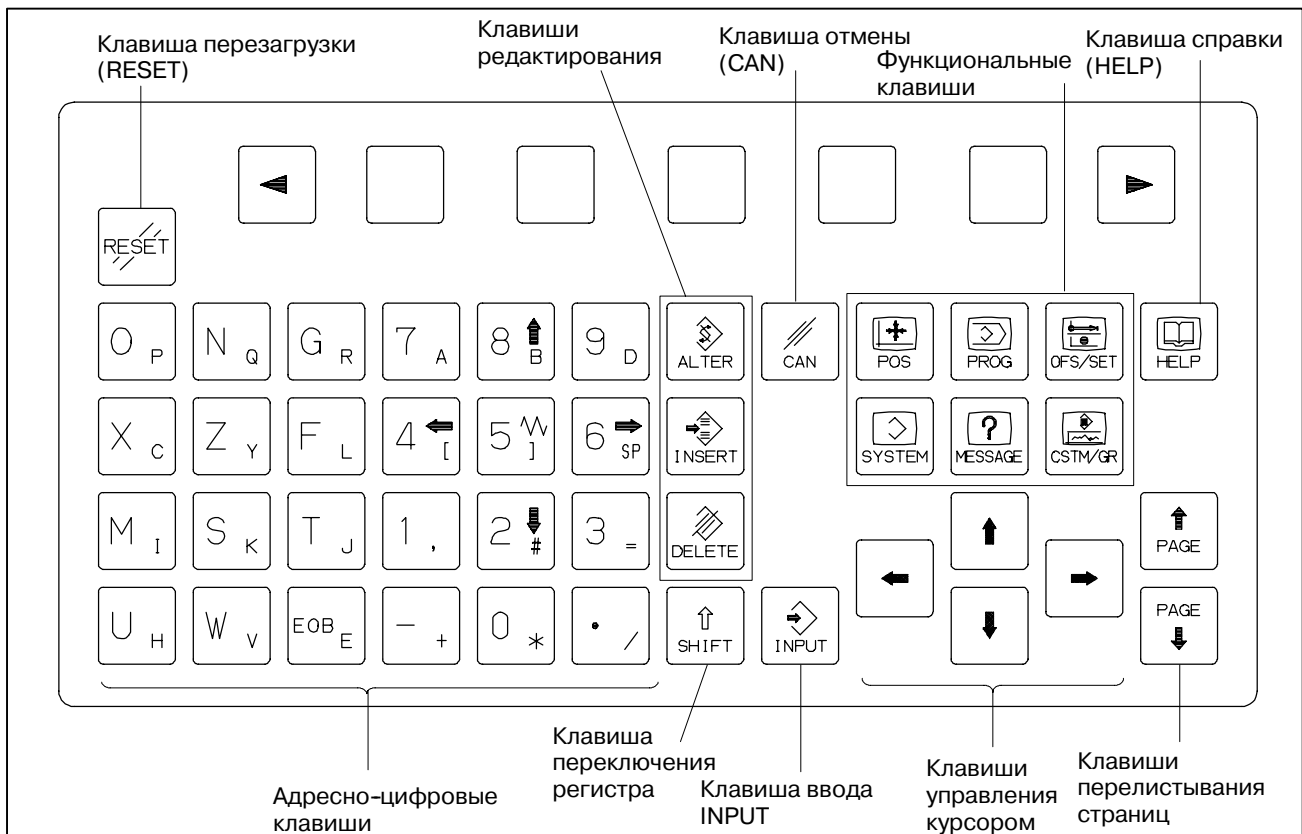 Клавиша перезагрузки
(RESET)
Клавиши
редактирования
Клавиша отмены
(CAN)
Функциональные
клавиши
Клавиша справки
(HELP)
RESET
O P
N Q
G R
7 A
8 B
9 D
ALTER
CAN
POS
PROG
OFS/SET
HELP
X C
Z Y
F L
4 [
5 ]
6 SP
INSERT
SYSTEM
? MESSAGE
CSTM/GR
M I
S K
T J
1 ,
2 #
3 =
DELETE
PAGE
U H
W V
EOB E
- +
0 *
. /
SHIFT
INPUT
PAGE
Адресно-цифровые
клавиши
Клавиша
переключения
регистра
Клавиша ввода
INPUT
Клавиши
управления
курсором
Клавиши
перелистывания
страниц